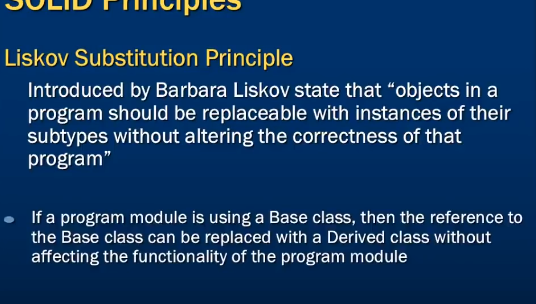 SOLID Principles
Liskov Substitution Principle
Introduced by Barbara Liskov state that “objects in a
program should be replaceable with instances of their
subtypes without altering the correctness of that
program”
If a program module is using a Base class, then the reference to
the Base class can be replaced with a Derived class without
affecting the functionality of the program module